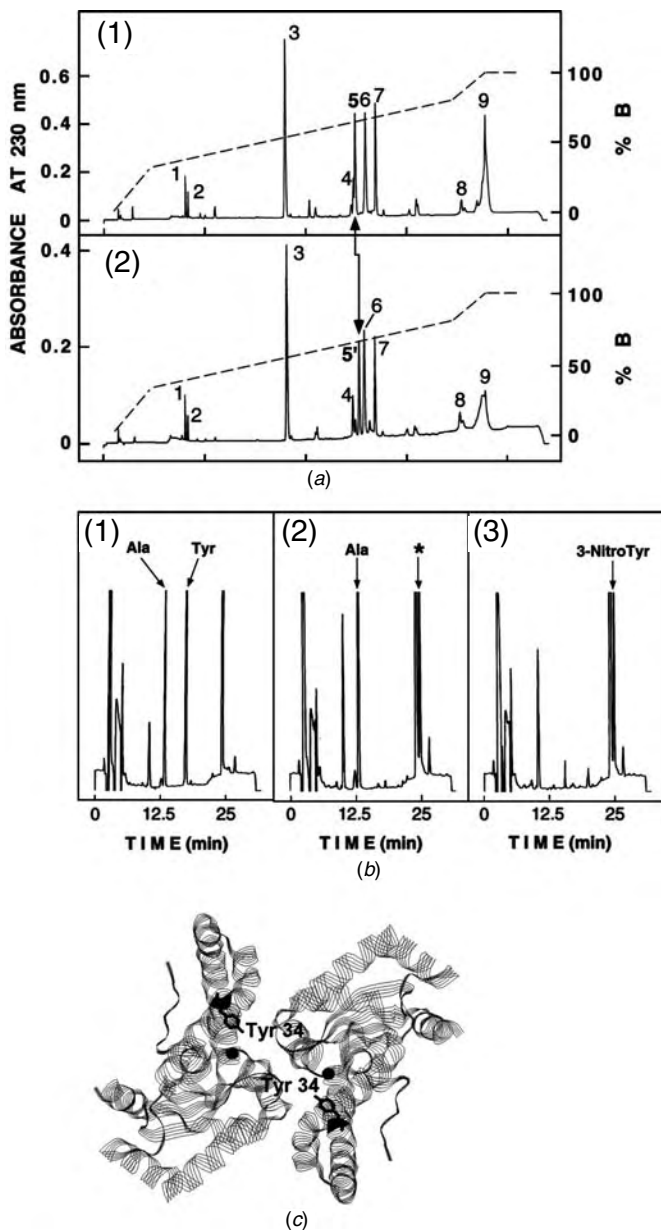 (1)
3
100
0.6
5 6 7
9
0.4
50
1
0.2
2
4
8
0
0
(2)
3
100
0.4
6
5'
7
0.2
50
1
2
4
8
9
0
0
ABSORBANCE AT 230 nm
% B
% B
(a)
(1)
Ala
Tyr
(2)
Ala
*
(3)
3-NitroTyr
0 12.5 25
0 12.5 25
0 12.5 25
TIME (min)
TIME (min)
TIME (min)
(b)
Tyr 34
Tyr 34
(c)